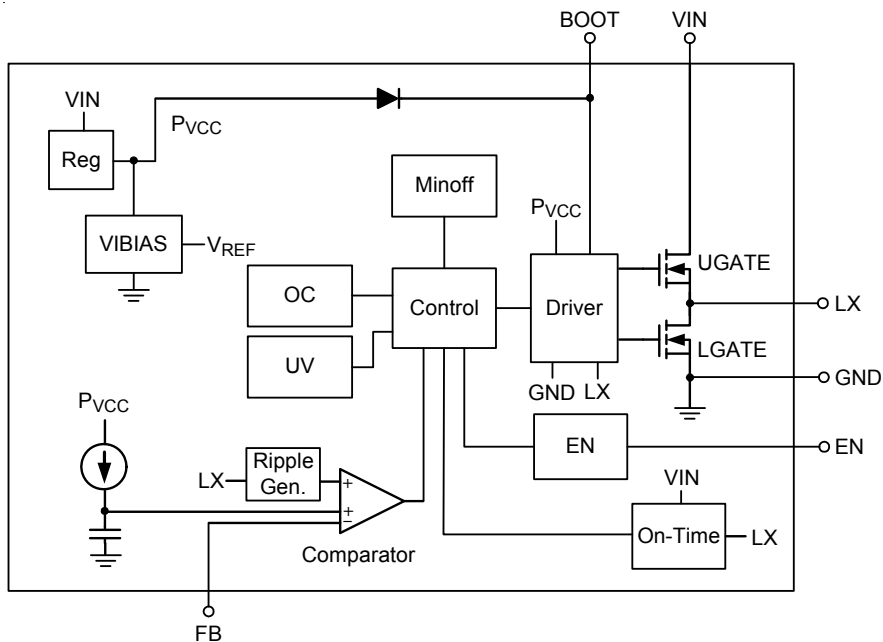 BOOT VIN
VIN
PVCC
Reg
Minoff
PVCC
VIBIAS
VREF
UGATE
OC
Control
Driver
LX
LGATE
UV
GND LX
GND
PVCC
EN
EN
Ripple
Gen.
LX
+
+
−
VIN
On-Time
LX
Comparator
FB